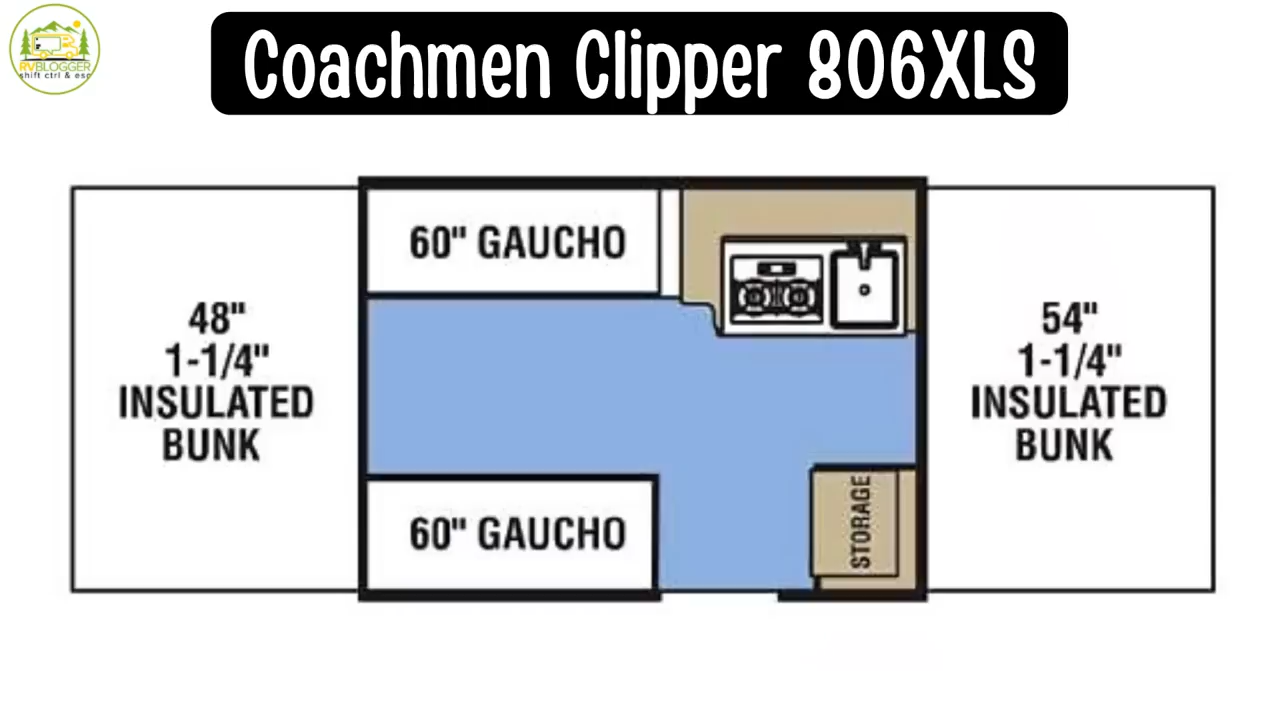 Coachmen Clipper 806XLS
RVBLOGGER
shift ctrl & esc
60" GAUCHO
48"
1-1/4"
INSULATED
BUNK
54"
1-1/4"
INSULATED
BUNK
STORAGE
60" GAUCHO